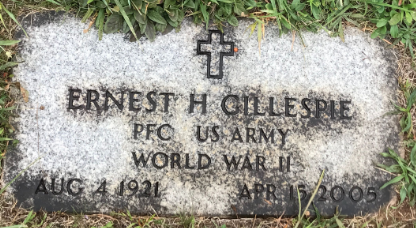 ERNEST H GILLESPIE
PFC US ARMY
WORLD WAR II
AUG 4 1921 APR 15 2005